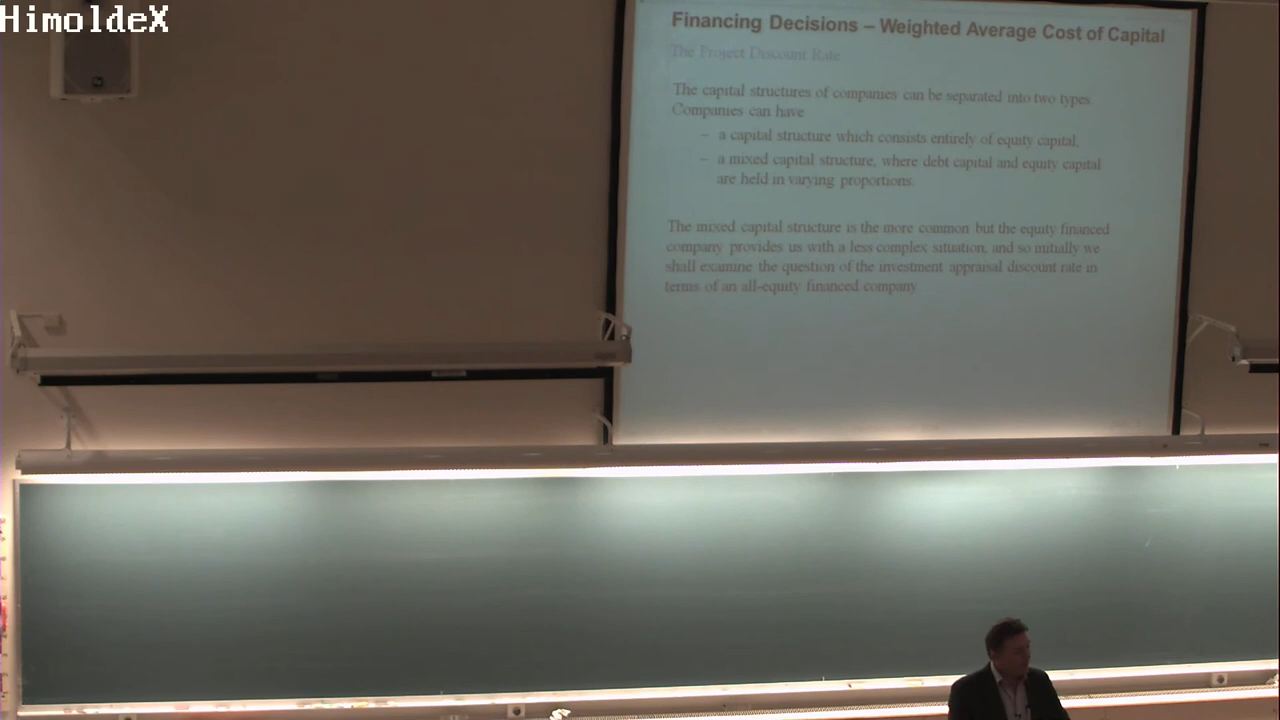 HimoldeX
Financing Decisions – Weighted Average Cost of Capital
The Project Discount Rate
The capital structures of companies can be separated into two types
Companies can have
– a capital structure which consists entirely of equity capital,
– a mixed capital structure, where debt capital and equity capital
are held in varying proportions.
The mixed capital structure is the more common but the equity financed
company provides us with a less complex situation, and so initially we
shall examine the question of the investment appraisal discount rate in
terms of an all-equity financed company